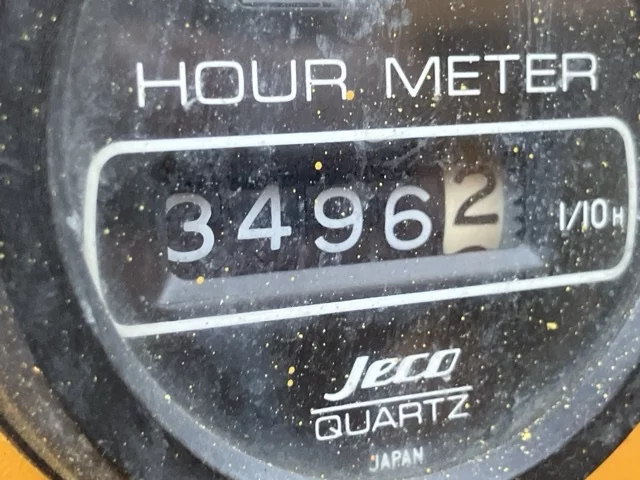 HOUR METER
34962 1/10H
Jeco
QUARTZ
JAPAN